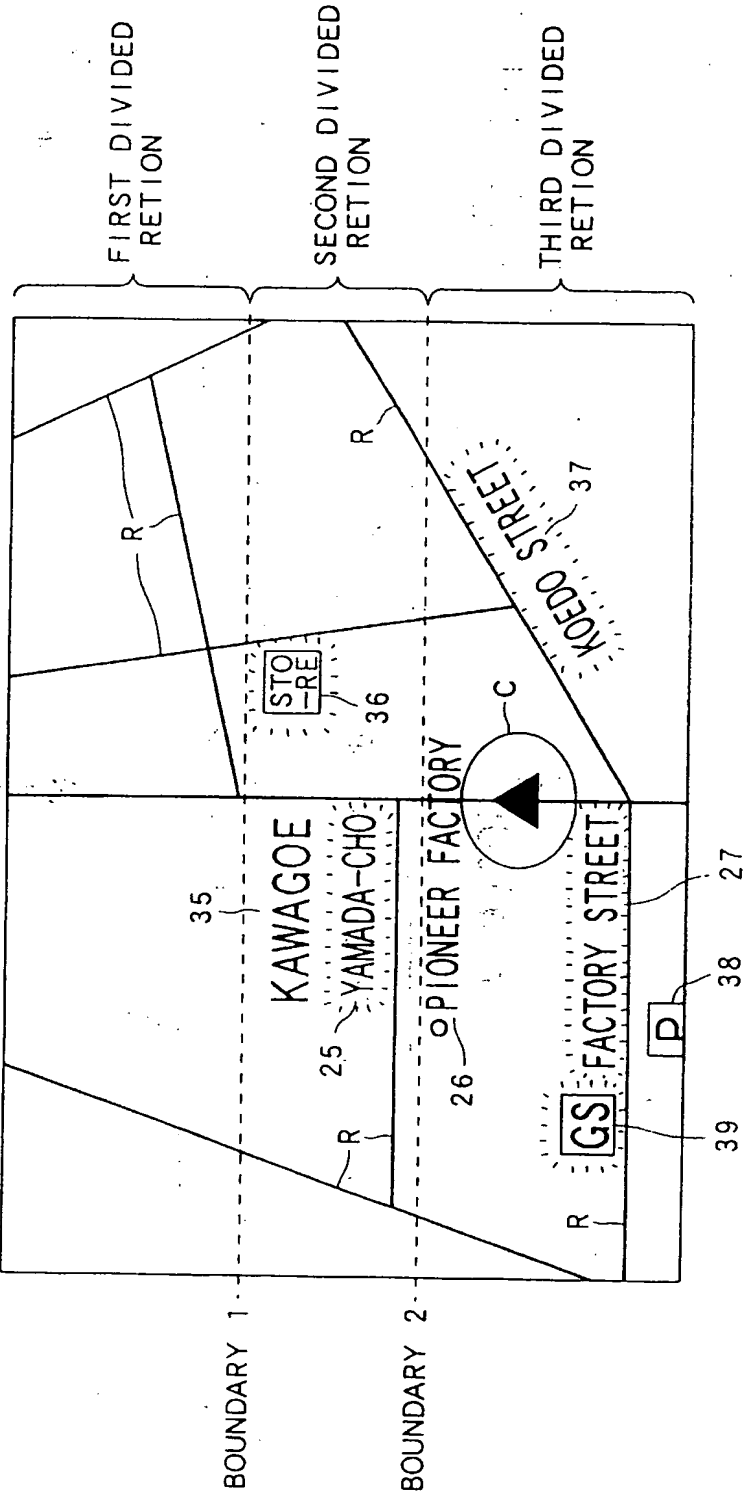 FIRST DIVIDED
RETION
SECOND DIVIDED
RETION
THIRD DIVIDED
RETION
BOUNDARY 1
BOUNDARY 2
R
R
R
R
R
35
KAWAGOE
25
YAMADA-CHO
STO
-RE
36
26
PIONEER FACTORY
C
KOEDO STREET
37
GS
39
FACTORY STREET
27
P
38